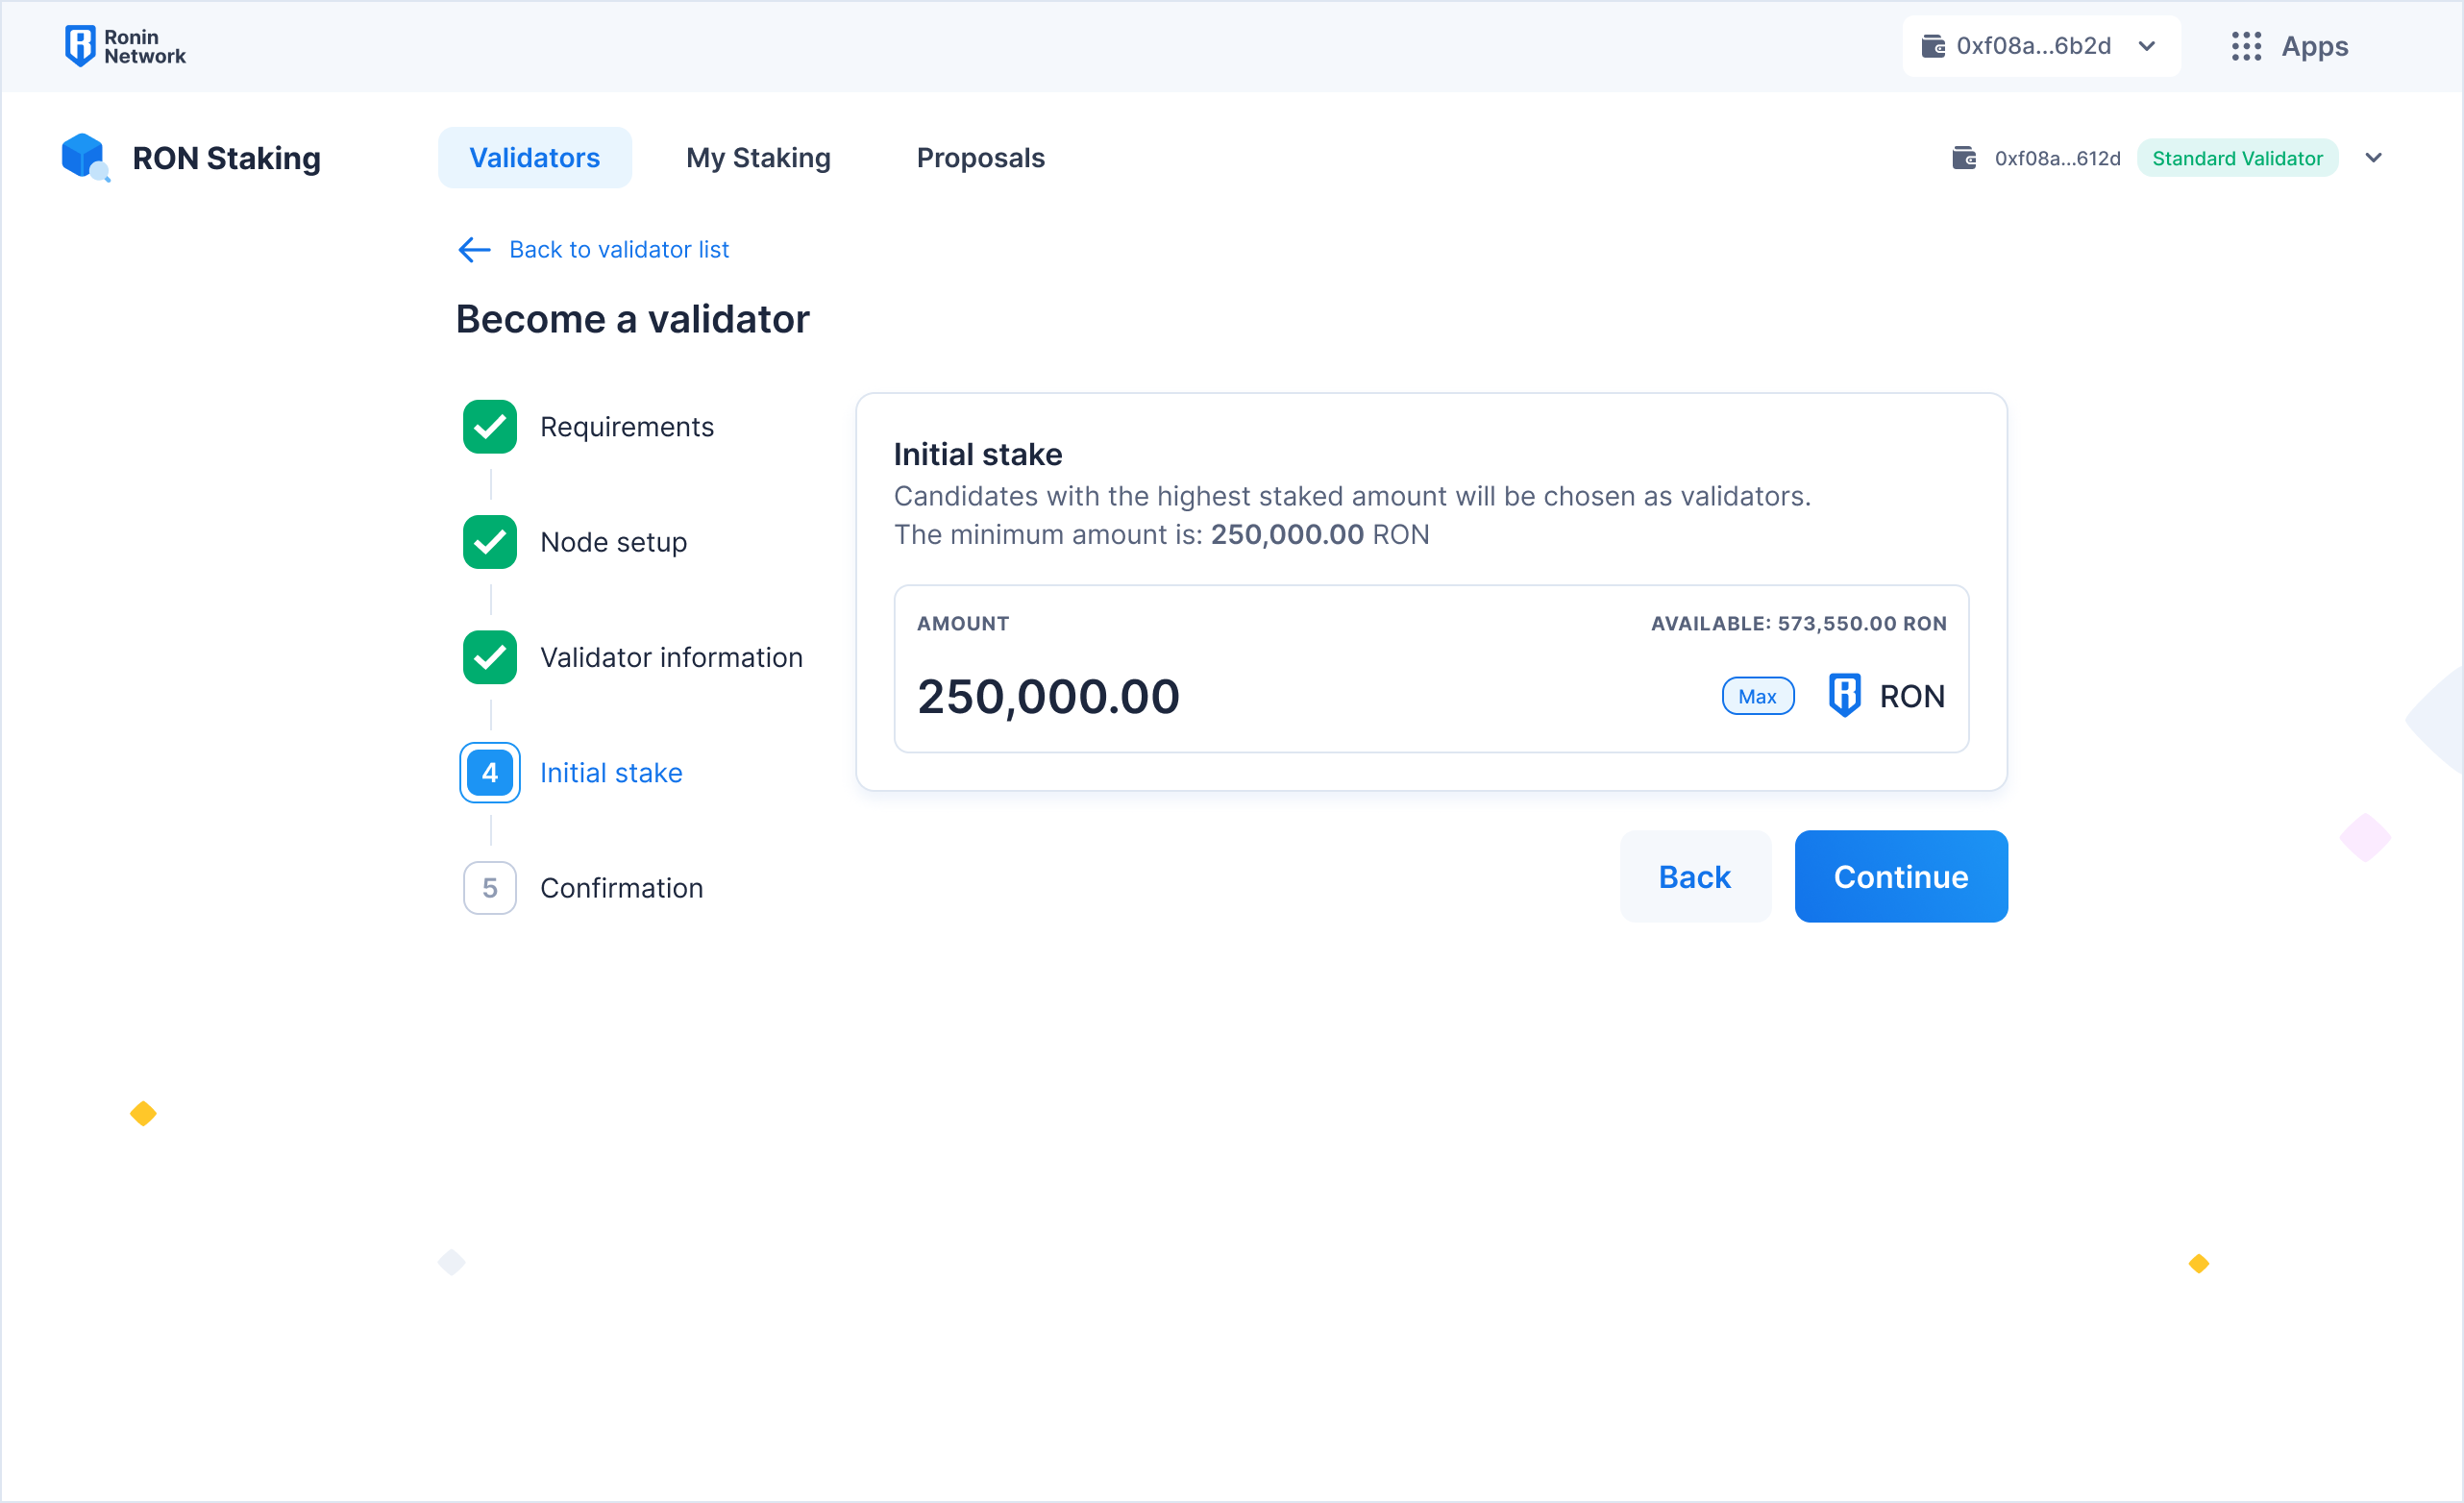 Ronin
Network
0xf08a...6b2d
Apps
RON Staking
Validators
My Staking
Proposals
0xf08a...612d
Standard Validator
Back to validator list
Become a validator
Requirements
Node setup
Validator information
4
Initial stake
5
Confirmation
Initial stake
Candidates with the highest staked amount will be chosen as validators.
The minimum amount is: 250,000.00 RON
AMOUNT
AVAILABLE: 573,550.00 RON
250,000.00
Max
RON
Back
Continue